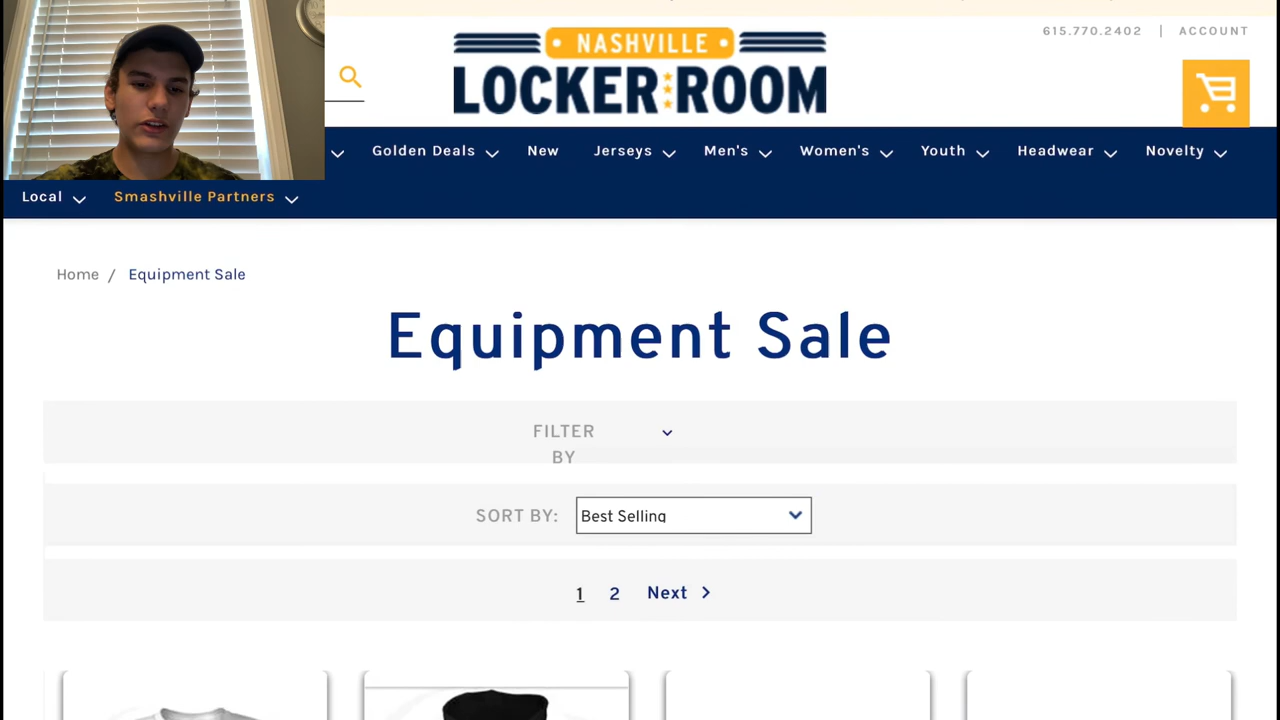 615.770.2402 | ACCOUNT
NASHVILLE
LOCKER ROOM
Golden Deals New Jerseys Men's Women's Youth Headwear Novelty
Local Smashville Partners
Home / Equipment Sale
Equipment Sale
FILTER
BY
SORT BY: Best Selling
1 2 Next